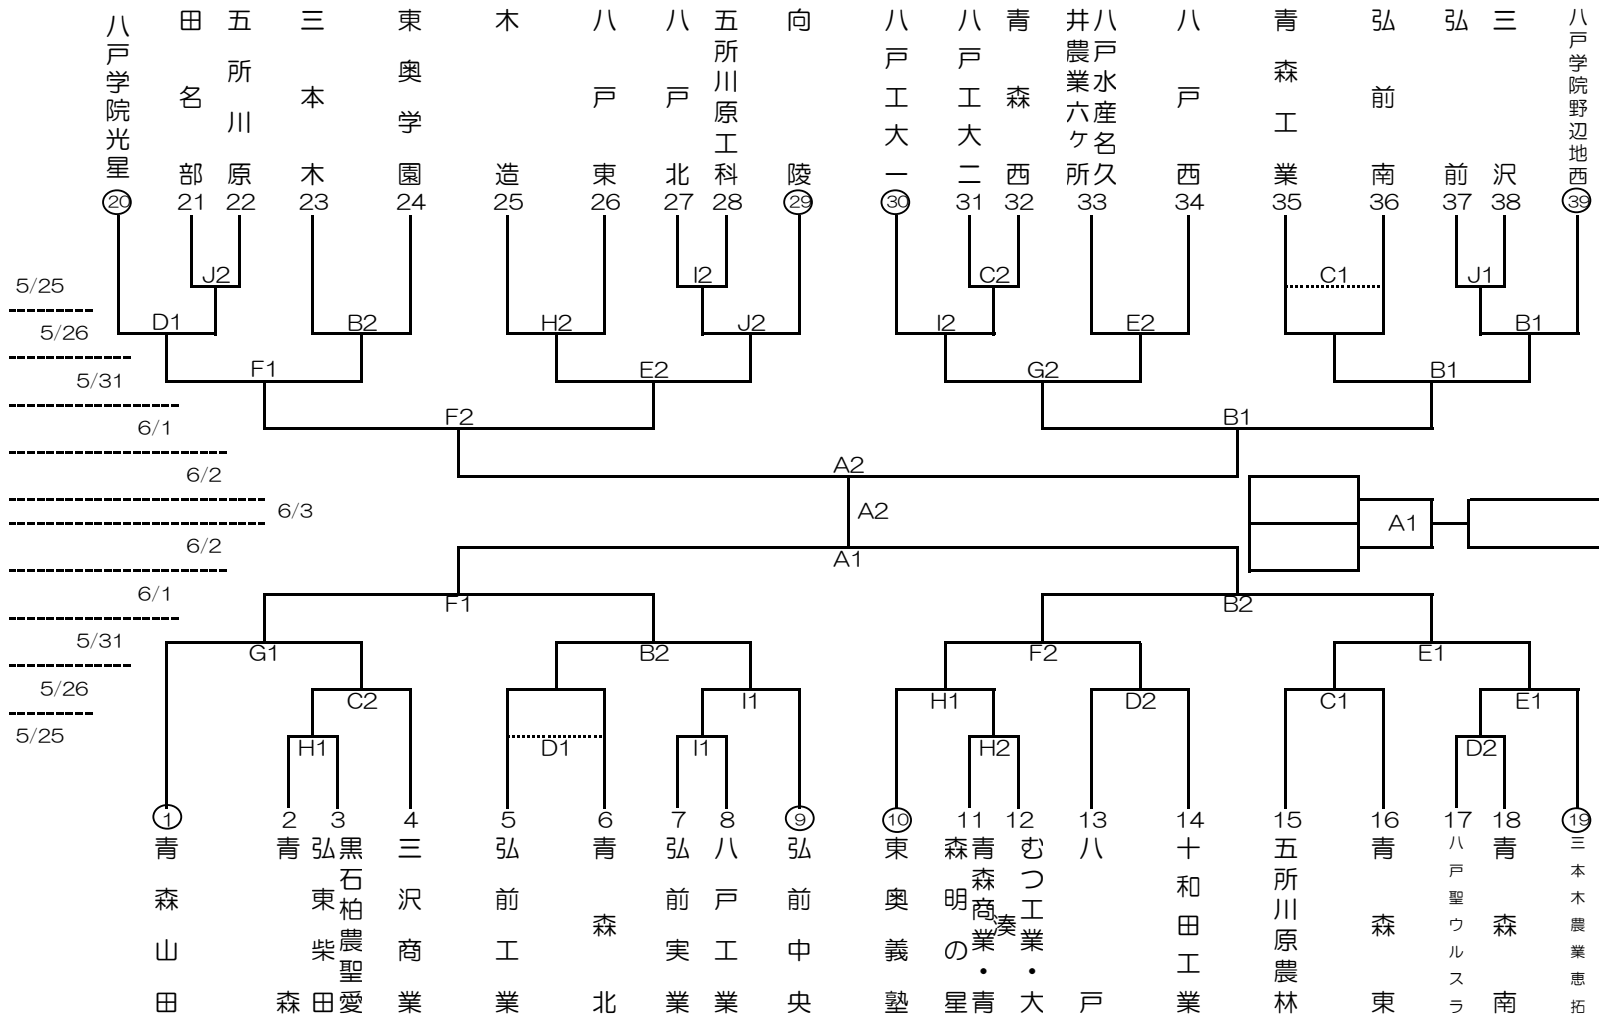 八戸学院光星
田名部
五所川原
三本木
東奥学園
木造
八戸東
八戸北
五所川原工科
向陵
八戸工大一
八戸工大二
青森西
八戸水産名久
井農業六ケ所
八戸西
青森工業
弘前南
弘前
三沢
八戸学院野辺地西
⑳ 21 22 23 24 25 26 27 28 ㉙ ㉚ 31 32 33 34 35 36 37 38 ㊴
5/25 J2 I2 C2 C1 J1
5/26 D1 B2 H2 J2 I2 E2 B1
5/31 F1 E2 G2 B1
6/1 F2 B1
6/2 A2
6/3 A2 A1
6/2 A1
6/1 F1 B2
5/31 G1 B2 F2 E1
5/26 C2 I1 H1 D2 C1 E1
5/25 H1 D1 I1 H2 D2
① 2 3 4 5 6 7 8 ⑨ ⑩ 11 12 13 14 15 16 17 18 ⑲
青森山田
青森
黒石柏農聖愛
弘東柴田
三沢商業
弘前工業
青森北
弘前実業
八戸工業
弘前中央
東奥義塾
青森商業・青
森明の星
むつ工業・大
湊
八戸
十和田工業
五所川原農林
青森東
八戸聖ウルスラ
青森南
三本木農業恵拓